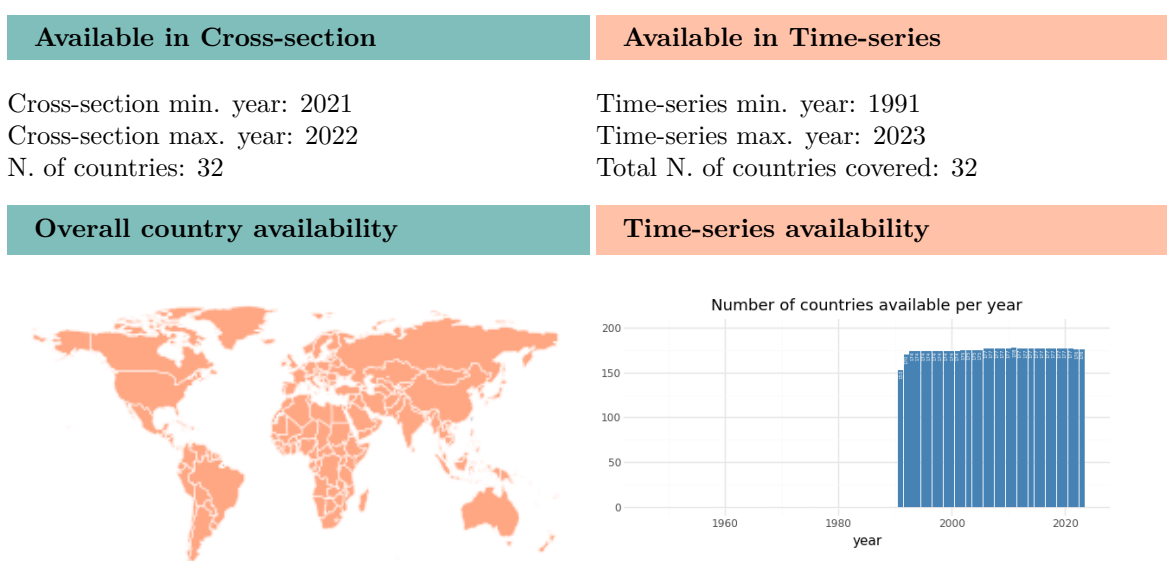 Available in Cross-section
Available in Time-series
Cross-section min. year: 2021
Cross-section max. year: 2022
N. of countries: 32
Time-series min. year: 1991
Time-series max. year: 2023
Total N. of countries covered: 32
Overall country availability
Time-series availability
Number of countries available per year
200
150
100
50
0
1960
1980
2000
2020
year